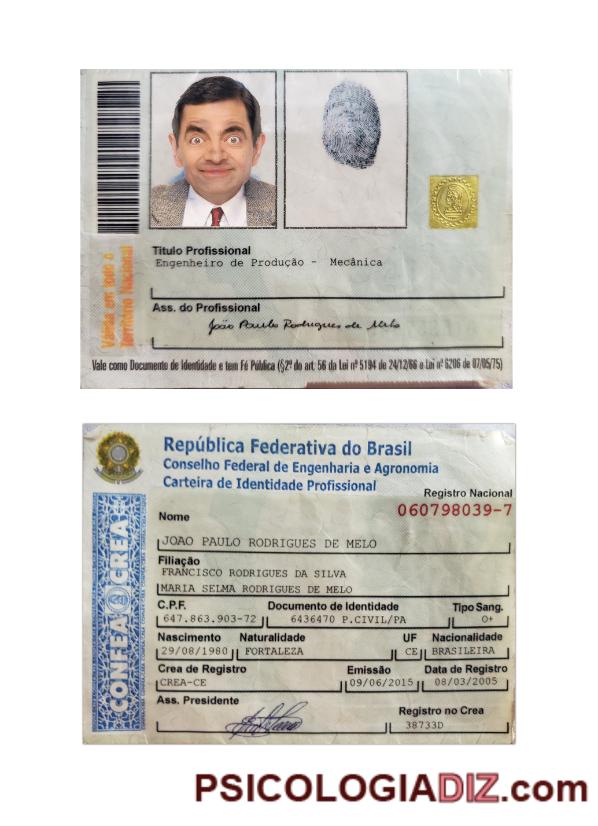 Titulo Profissional
Engenheiro de Produção - Mecânica
Ass. do Profissional
João Paulo Rodrigues de Melo
Válida em todo o
Território Nacional
Vale como Documento de Identidade e tem Fé Pública (§2º do art. 56 da Lei nº 5194 de 24/12/66 e Lei nº 6206 de 07/05/75)
República Federativa do Brasil
Conselho Federal de Engenharia e Agronomia
Carteira de Identidade Profissional
Registro Nacional
060798039-7
Nome
JOAO PAULO RODRIGUES DE MELO
Filiação
FRANCISCO RODRIGUES DA SILVA
MARIA SELMA RODRIGUES DE MELO
C.P.F. Documento de Identidade Tipo Sang.
647.863.903-72 6436470 P.CIVIL/PA O+
Nascimento Naturalidade UF Nacionalidade
29/08/1980 FORTALEZA CE BRASILEIRA
Crea de Registro Emissão Data de Registro
CREA-CE 09/06/2015 08/03/2005
Ass. Presidente Registro no Crea
38733D
CONFEA CREA
PSICOLOGIADIZ.com